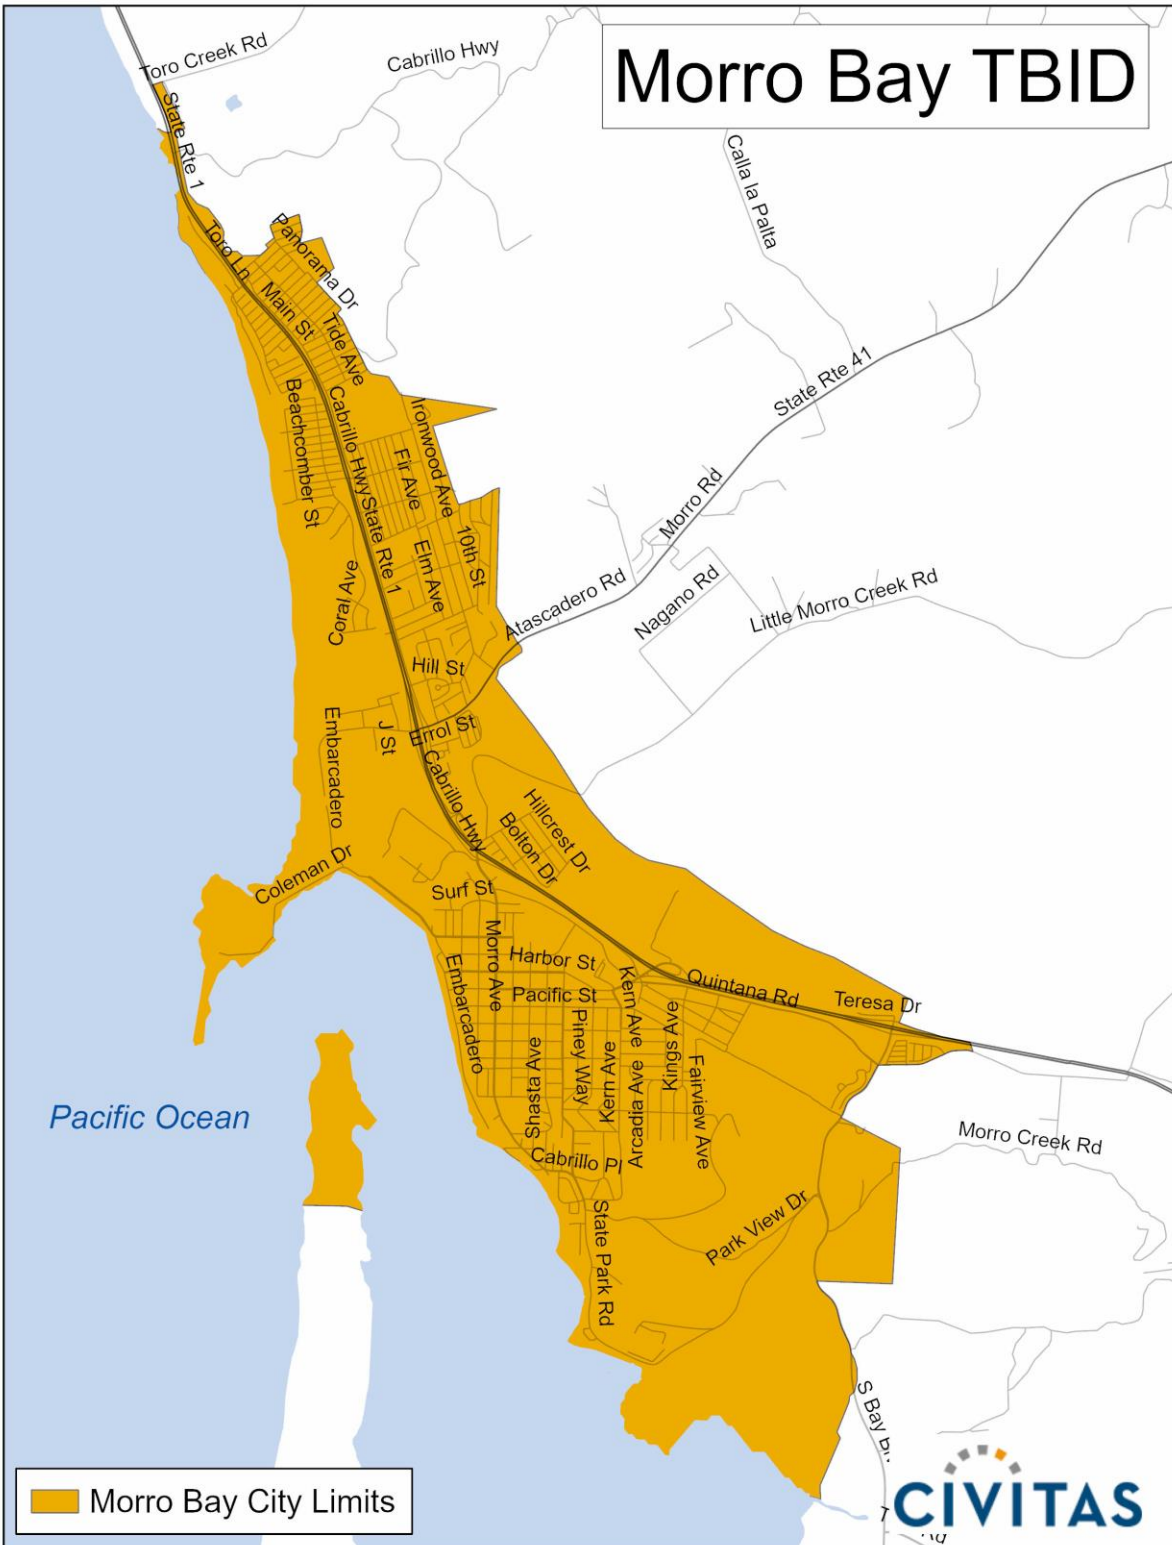 Morro Bay TBID
Toro Creek Rd
Cabrillo Hwy
State Rte 1
Calla la Palta
Panorama Dr
Toro Ln
Main St
Tide Ave
State Rte 41
Beachcomber St
Cabrillo Hwy
Ironwood Ave
Fir Ave
State Rte 1
Morro Rd
10th St
Elm Ave
Coral Ave
Atascadero Rd
Nagano Rd
Little Morro Creek Rd
Hill St
Embarcadero
J St
Errol St
Cabrillo Hwy
Hillcrest Dr
Bolton Dr
Coleman Dr
Surf St
Morro Ave
Harbor St
Embarcadero
Pacific St
Kern Ave
Quintana Rd
Teresa Dr
Piney Way
Kings Ave
Shasta Ave
Kern Ave
Arcadia Ave
Fairview Ave
Pacific Ocean
Morro Creek Rd
Cabrillo Pl
State Park Rd
Park View Dr
S Bay
Morro Bay City Limits
CIVITAS